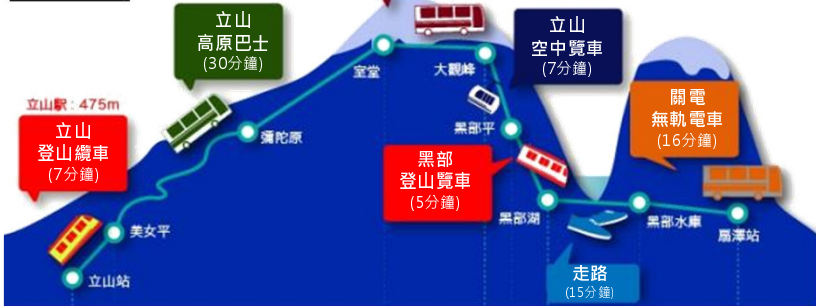 立山
高原巴士
(30分鐘)
立山
空中覽車
(7分鐘)
室堂
大觀峰
立山駅：475m
關電
無軌電車
(16分鐘)
立山
登山纜車
(7分鐘)
彌陀原
黑部平
黑部
登山覽車
(5分鐘)
美女平
黑部湖
黑部水庫
扇澤站
立山站
走路
(15分鐘)